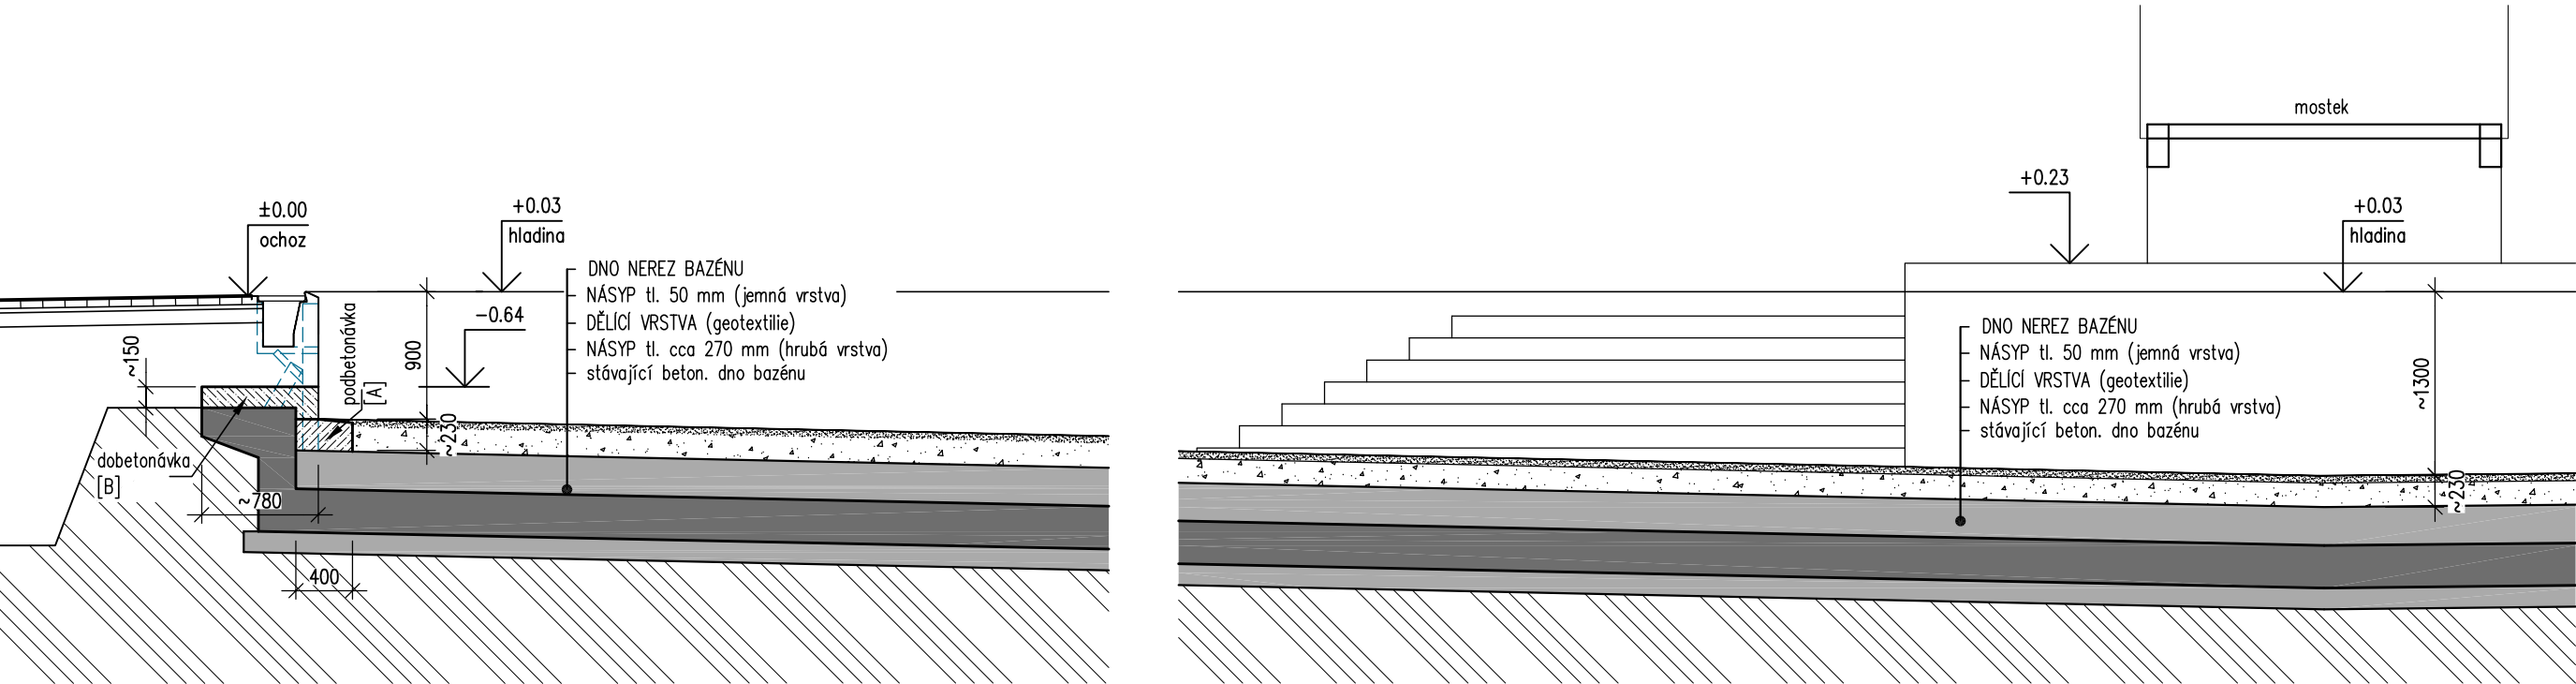 mostek
+0.23
±0.00
ochoz
+0.03
hladina
+0.03
hladina
DNO NEREZ BAZÉNU
NÁSYP tl. 50 mm (jemná vrstva)
DĚLÍCÍ VRSTVA (geotextilie)
NÁSYP tl. cca 270 mm (hrubá vrstva)
stávající beton. dno bazénu
-0.64
podbetonávka
[A]
~150
900
~230
dobetonávka
[B]
~780
400
DNO NEREZ BAZÉNU
NÁSYP tl. 50 mm (jemná vrstva)
DĚLÍCÍ VRSTVA (geotextilie)
NÁSYP tl. cca 270 mm (hrubá vrstva)
stávající beton. dno bazénu
~1300
~230